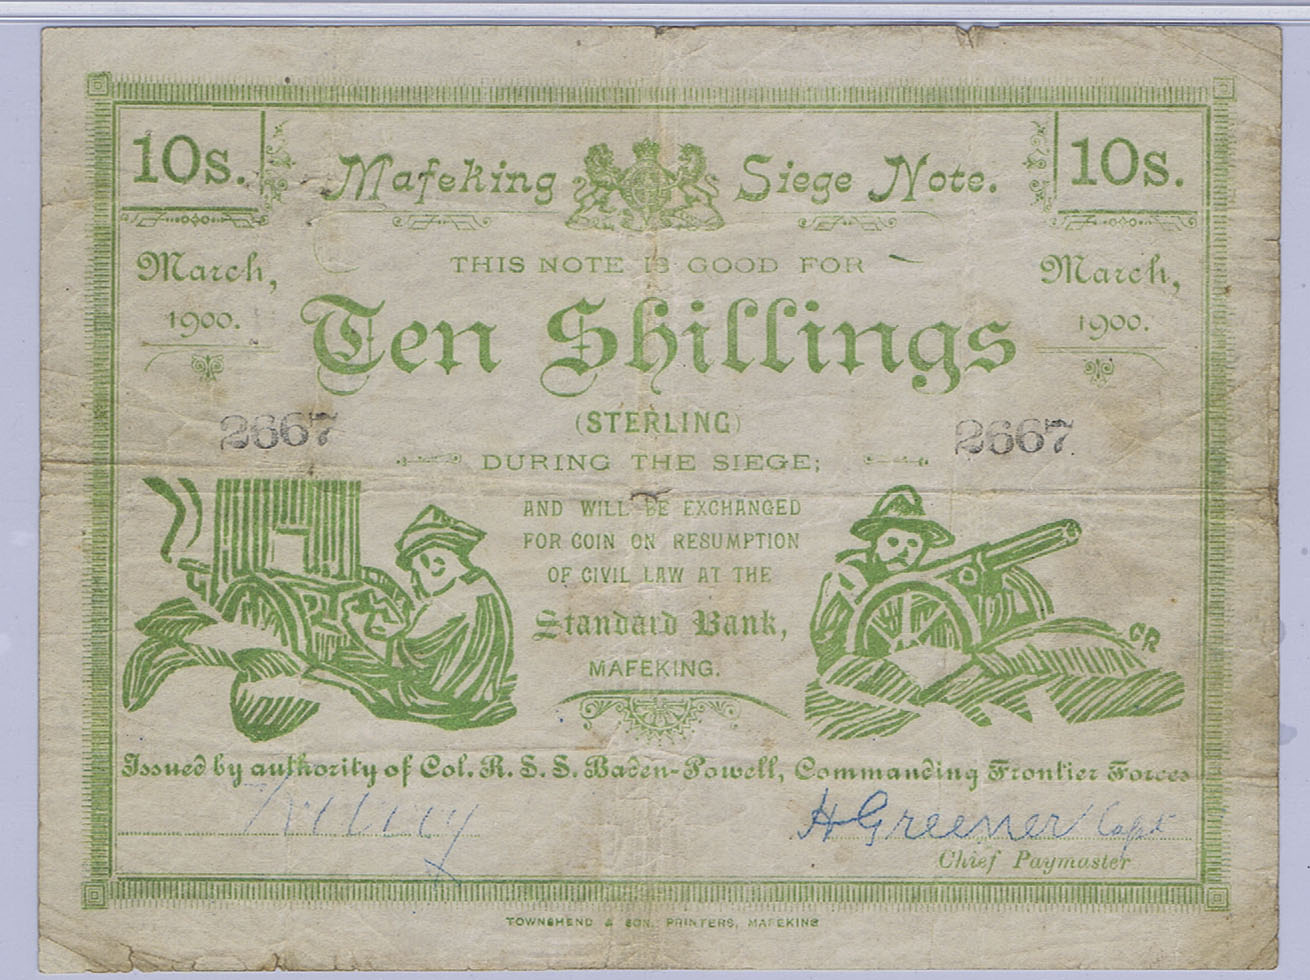 10s. Mafeking Siege Note. 10s.
March, 1900.
March, 1900.
THIS NOTE IS GOOD FOR
Ten Shillings
(STERLING)
2667 2667
DURING THE SIEGE;
AND WILL BE EXCHANGED
FOR COIN ON RESUMPTION
OF CIVIL LAW AT THE
Standard Bank,
MAFEKING.
GR
Issued by authority of Col. R. S. S. Baden-Powell, Commanding Frontier Forces
H Greener Capt
Chief Paymaster
TOWNSHEND & SON, PRINTERS, MAFEKING